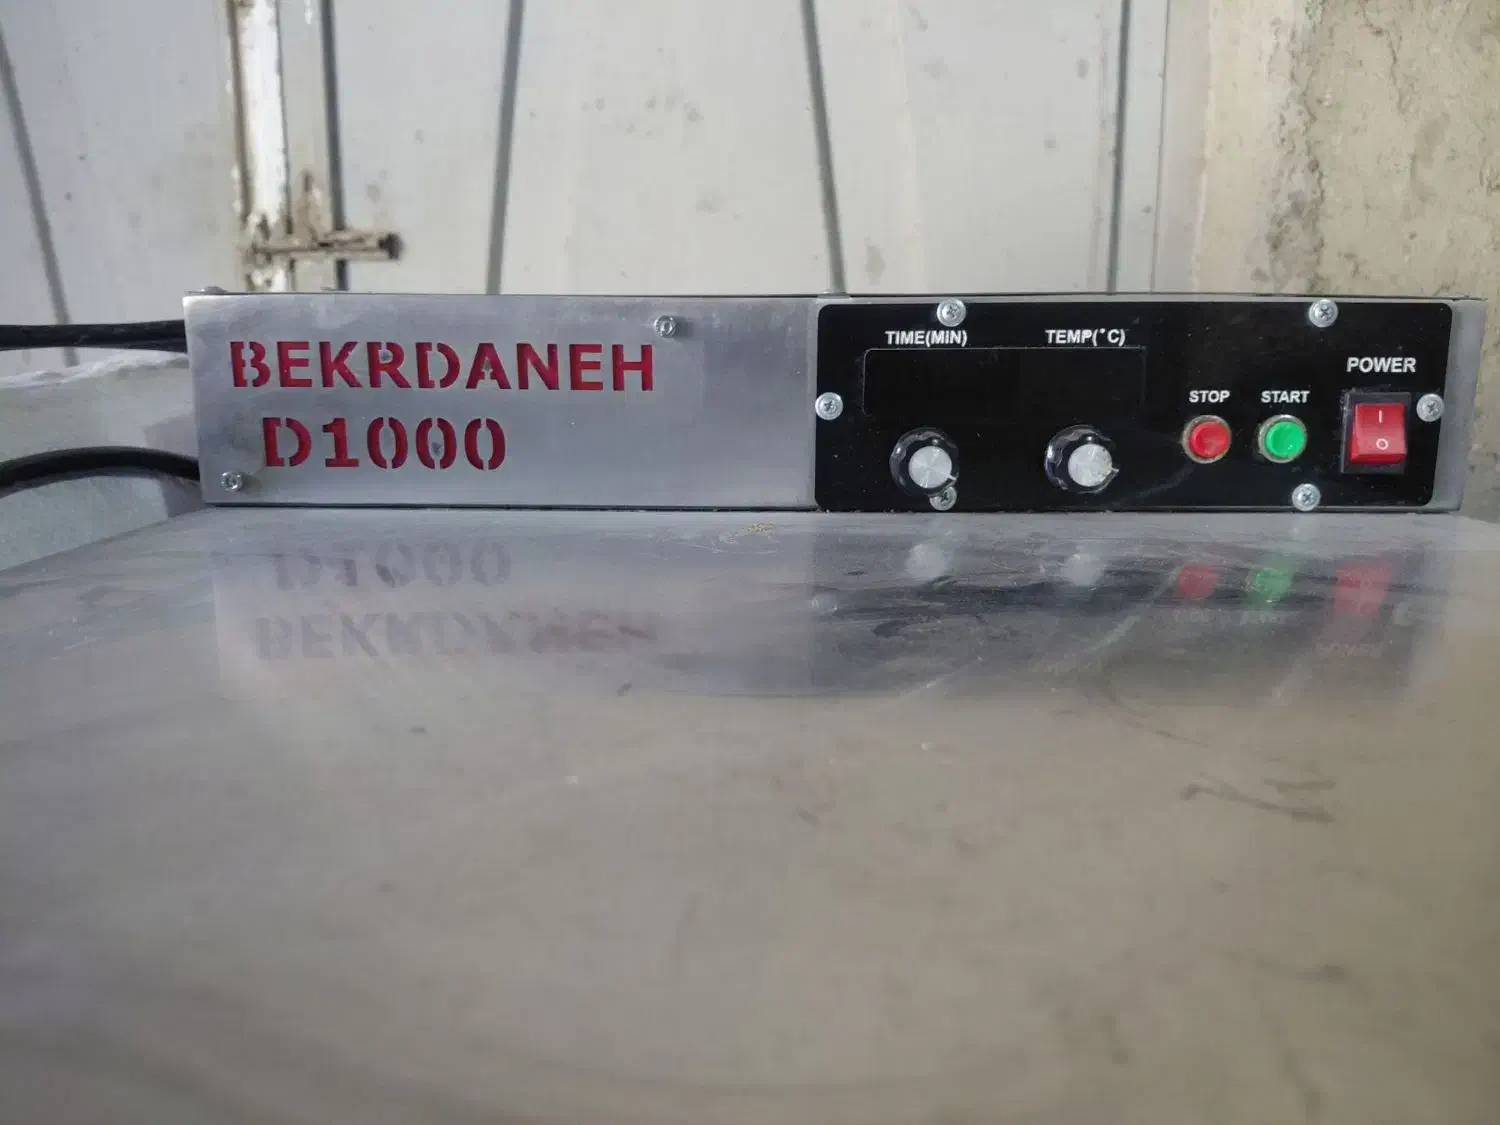 BEKRDANEH
D1000
TIME(MIN) TEMP(°C)
STOP START POWER
I
O